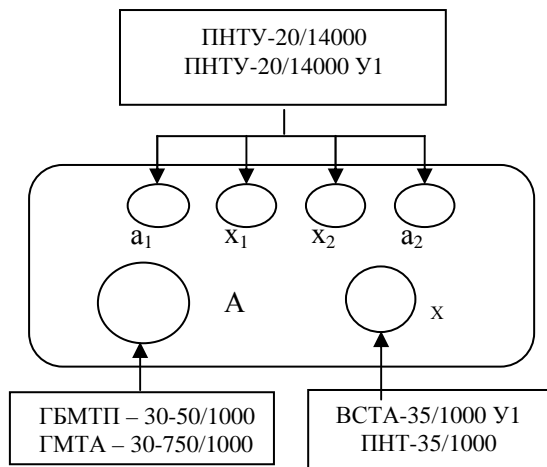 ПНТУ-20/14000
ПНТУ-20/14000 У1
a₁ x₁ x₂ a₂
A x
ГБМТП – 30-50/1000
ГМТА – 30-750/1000
ВСТА-35/1000 У1
ПНТ-35/1000